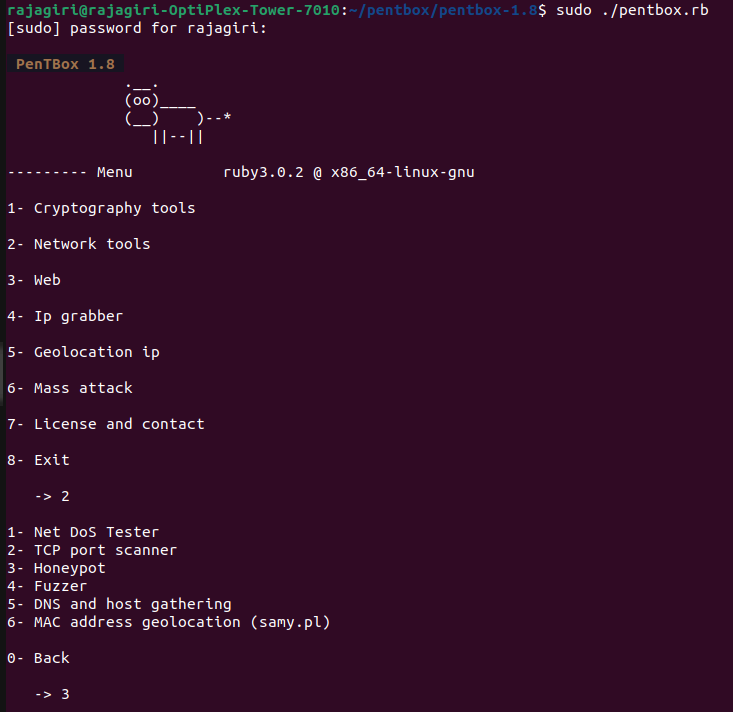 rajagiri@rajagiri-OptiPlex-Tower-7010:~/pentbox/pentbox-1.8$ sudo ./pentbox.rb
[sudo] password for rajagiri:
PenTBox 1.8
.__.
(oo)____
(__)    )--*
||--||
--------- Menu          ruby3.0.2 @ x86_64-linux-gnu
1- Cryptography tools
2- Network tools
3- Web
4- Ip grabber
5- Geolocation ip
6- Mass attack
7- License and contact
8- Exit
-> 2
1- Net DoS Tester
2- TCP port scanner
3- Honeypot
4- Fuzzer
5- DNS and host gathering
6- MAC address geolocation (samy.pl)
0- Back
-> 3